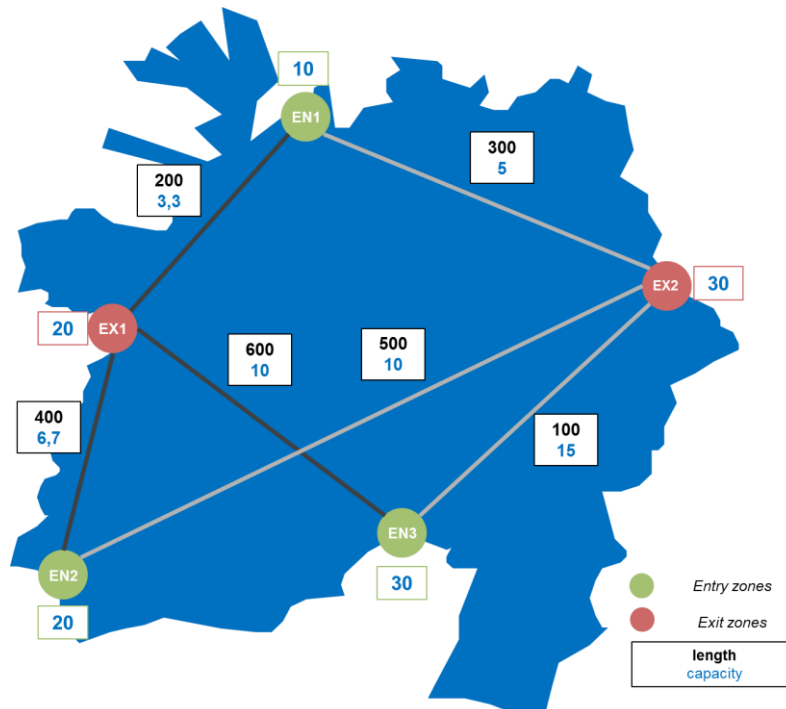 10
EN1
300
5
200
3,3
EX2
30
20
EX1
600
10
500
10
400
6,7
100
15
EN3
EN2
30
20
Entry zones
Exit zones
length
capacity